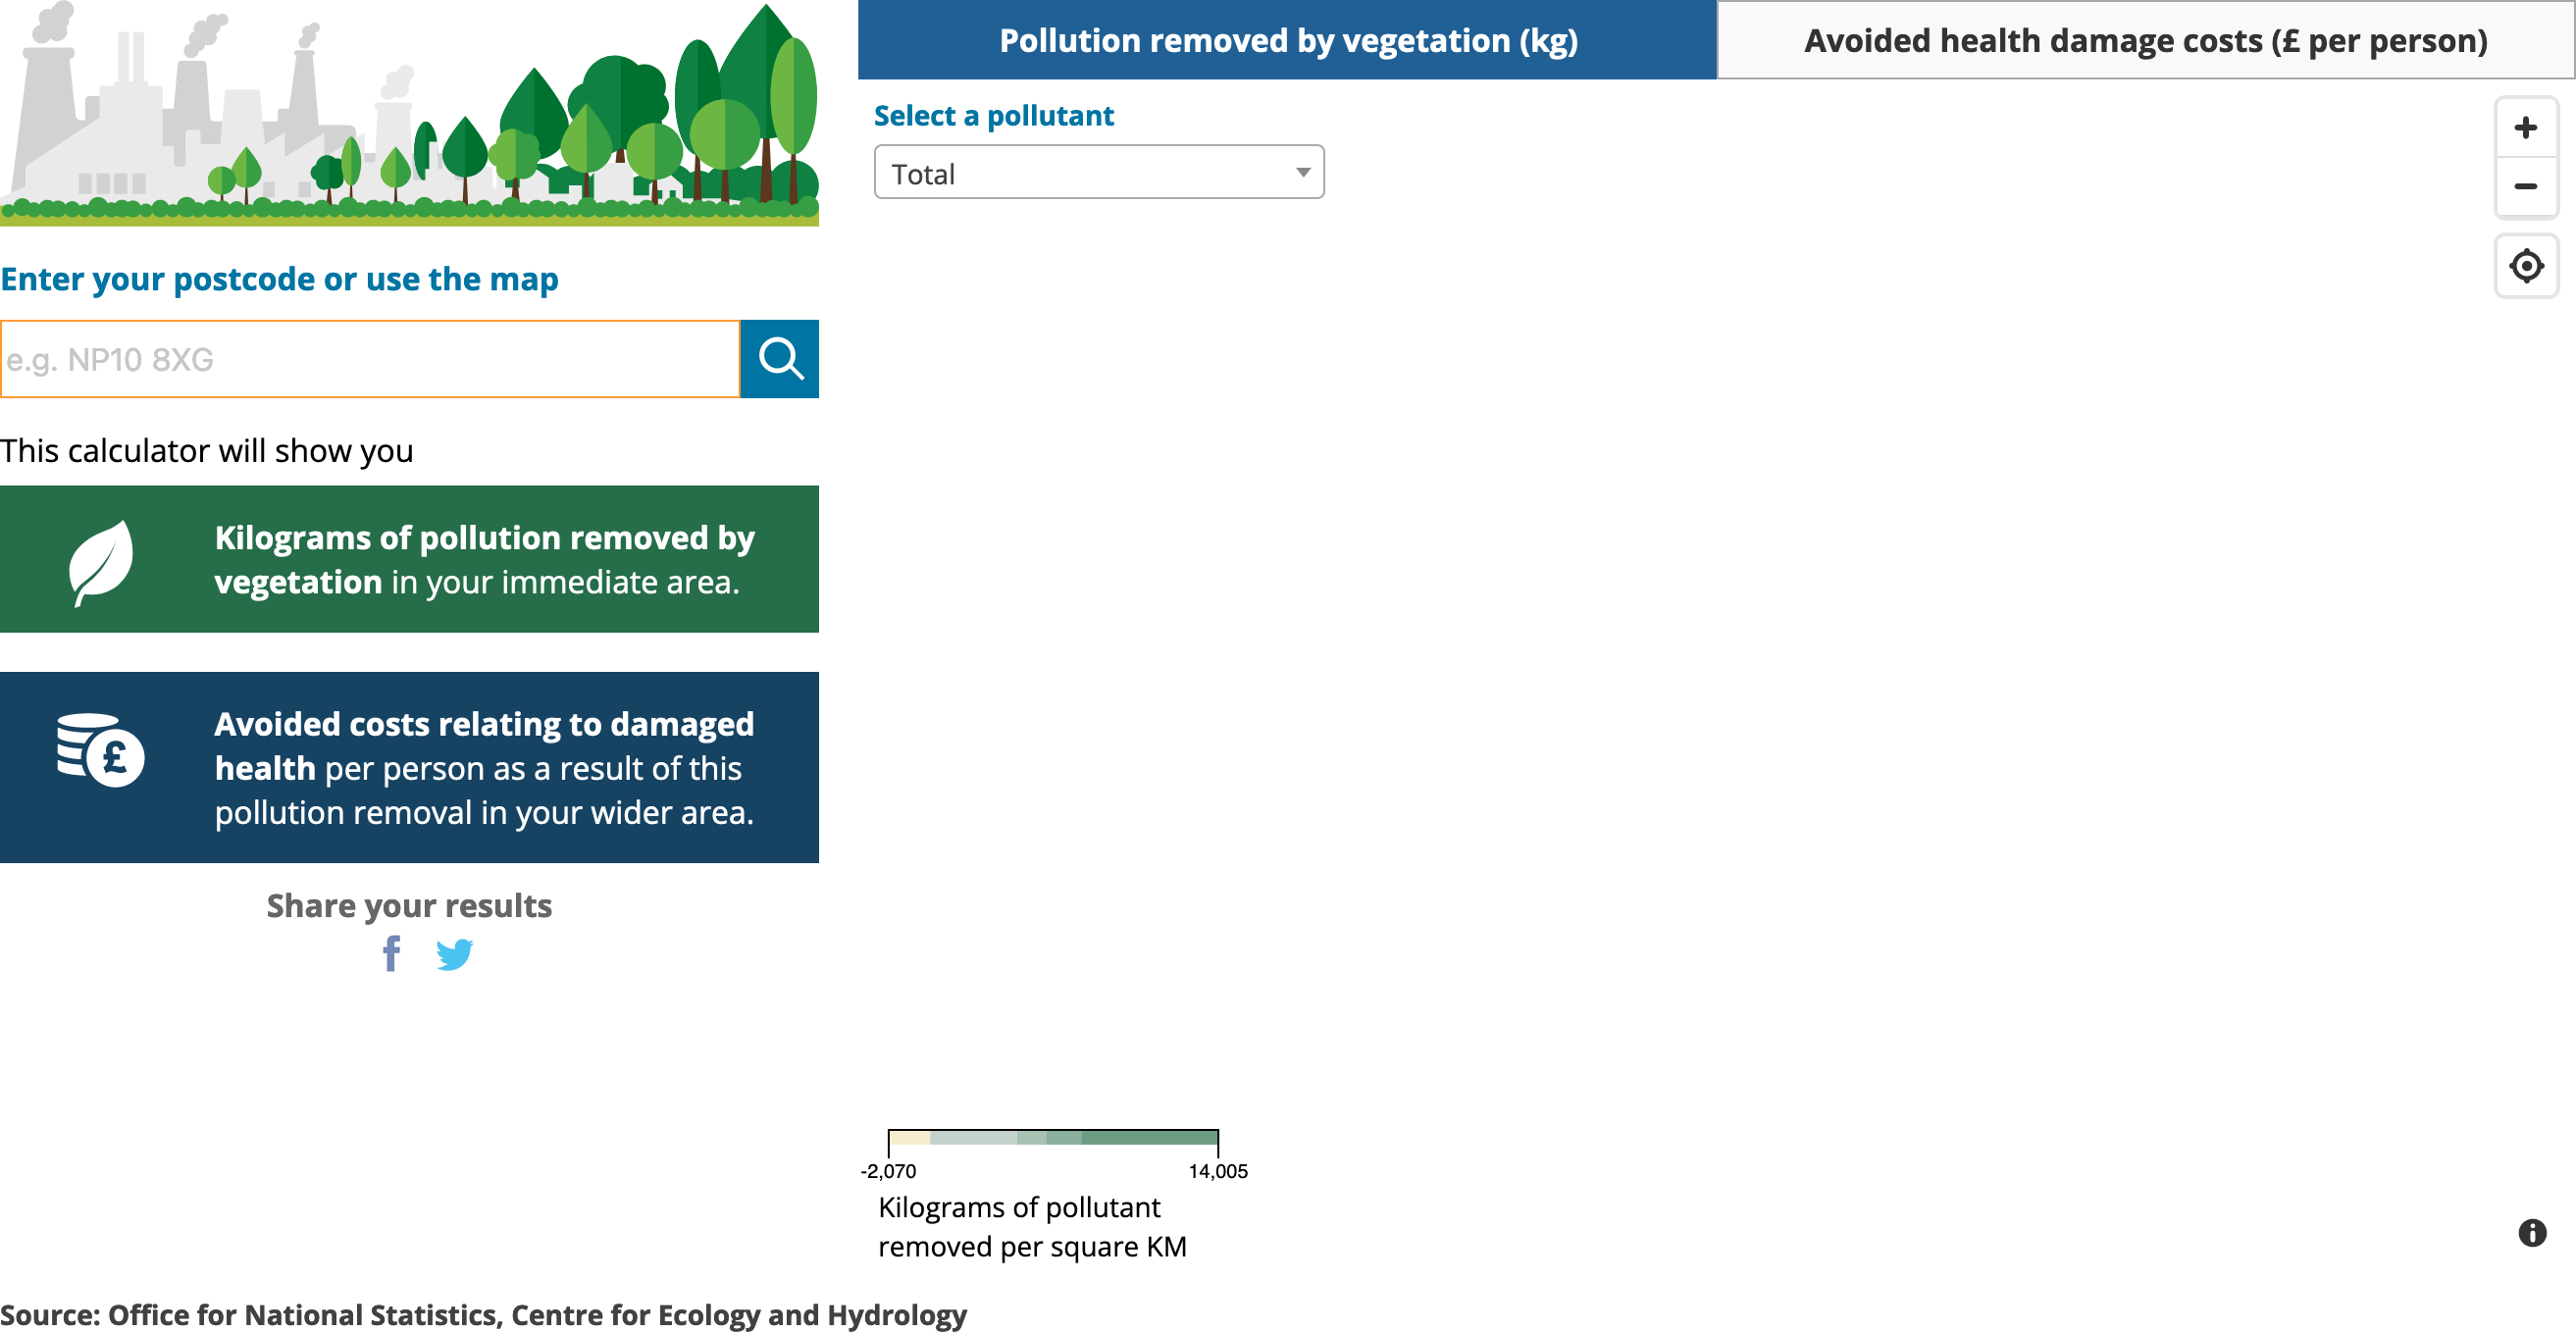 Enter your postcode or use the map
e.g. NP10 8XG
This calculator will show you
Kilograms of pollution removed by
vegetation in your immediate area.
£
Avoided costs relating to damaged
health per person as a result of this
pollution removal in your wider area.
Share your results
Pollution removed by vegetation (kg)
Avoided health damage costs (£ per person)
Select a pollutant
Total
-2,070
14,005
Kilograms of pollutant
removed per square KM
Source: Office for National Statistics, Centre for Ecology and Hydrology